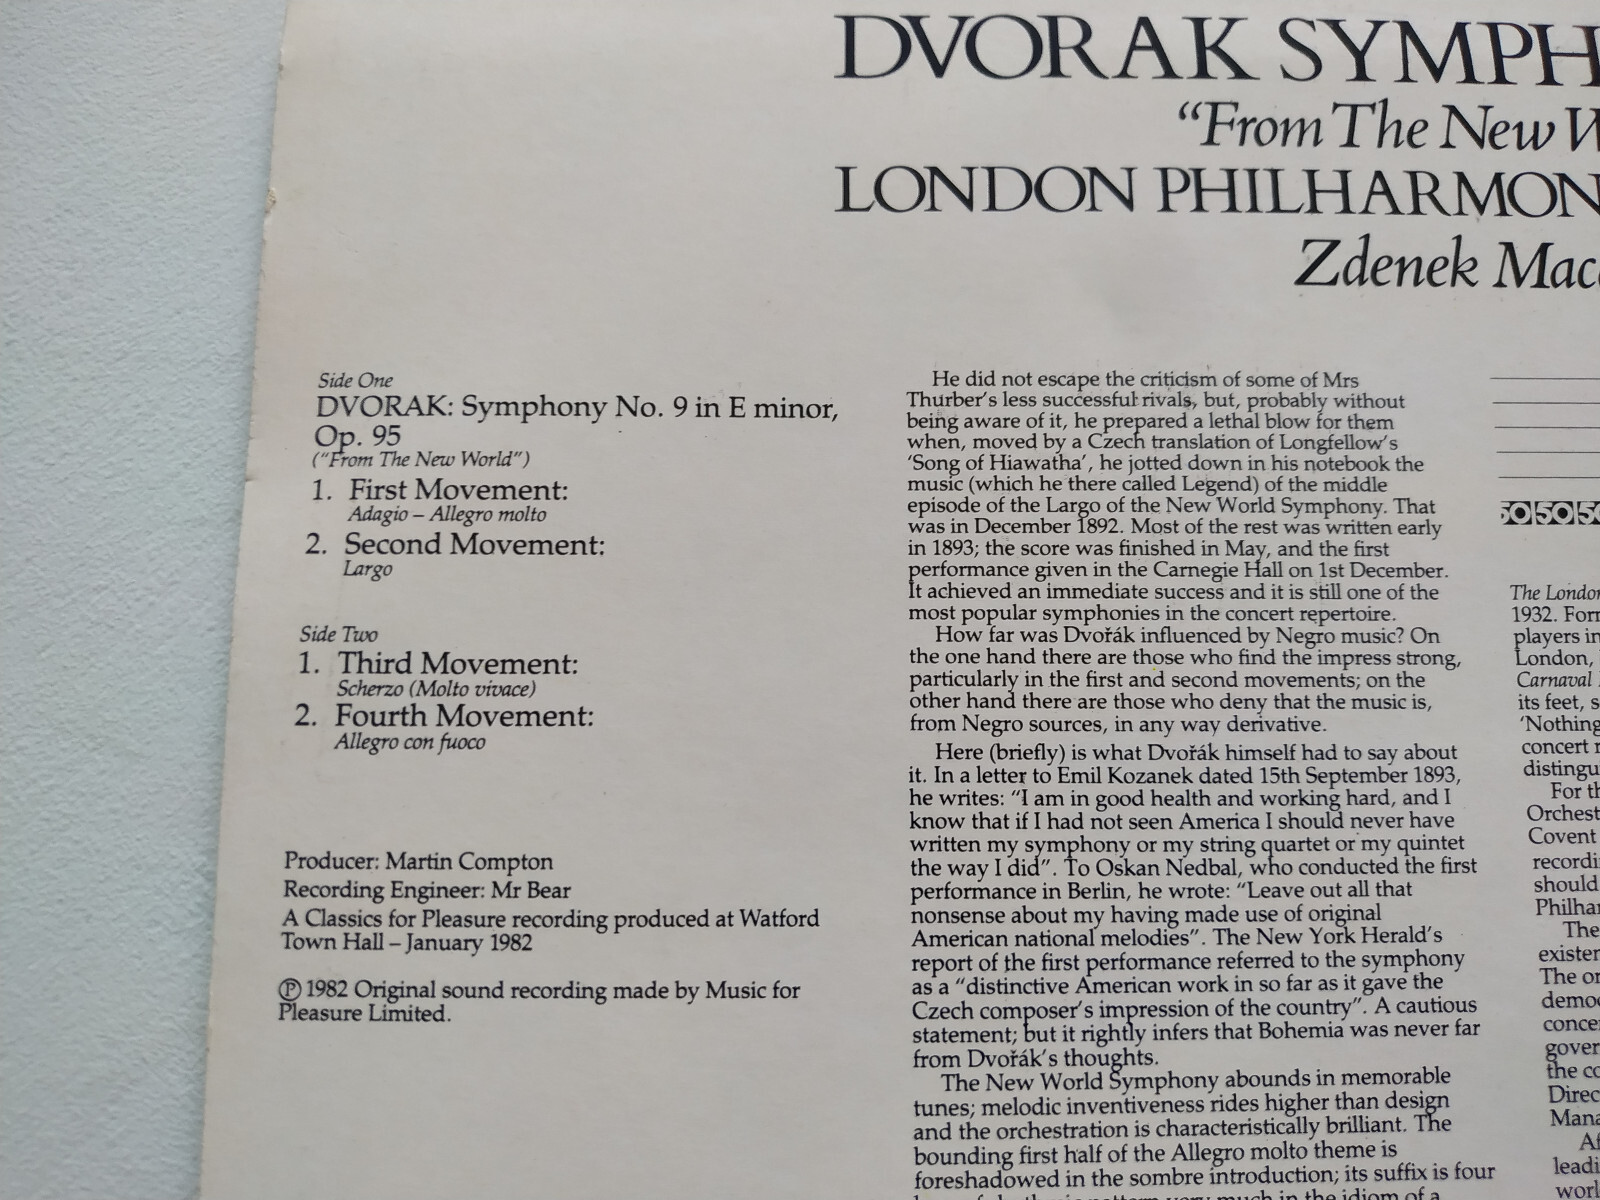 DVORAK SYMPH
“From The New W
LONDON PHILHARMON
Zdenek Mac
Side One
DVORAK: Symphony No. 9 in E minor,
Op. 95
(“From The New World”)
1. First Movement:
Adagio – Allegro molto
2. Second Movement:
Largo
Side Two
1. Third Movement:
Scherzo (Molto vivace)
2. Fourth Movement:
Allegro con fuoco
Producer: Martin Compton
Recording Engineer: Mr Bear
A Classics for Pleasure recording produced at Watford
Town Hall – January 1982
Ⓟ 1982 Original sound recording made by Music for
Pleasure Limited.
He did not escape the criticism of some of Mrs
Thurber’s less successful rivals, but, probably without
being aware of it, he prepared a lethal blow for them
when, moved by a Czech translation of Longfellow’s
‘Song of Hiawatha’, he jotted down in his notebook the
music (which he there called Legend) of the middle
episode of the Largo of the New World Symphony. That
was in December 1892. Most of the rest was written early
in 1893; the score was finished in May, and the first
performance given in the Carnegie Hall on 1st December.
It achieved an immediate success and it is still one of the
most popular symphonies in the concert repertoire.
How far was Dvořák influenced by Negro music? On
the one hand there are those who find the impress strong,
particularly in the first and second movements; on the
other hand there are those who deny that the music is,
from Negro sources, in any way derivative.
Here (briefly) is what Dvořák himself had to say about
it. In a letter to Emil Kozanek dated 15th September 1893,
he writes: “I am in good health and working hard, and I
know that if I had not seen America I should never have
written my symphony or my string quartet or my quintet
the way I did”. To Oskan Nedbal, who conducted the first
performance in Berlin, he wrote: “Leave out all that
nonsense about my having made use of original
American national melodies”. The New York Herald’s
report of the first performance referred to the symphony
as a “distinctive American work in so far as it gave the
Czech composer’s impression of the country”. A cautious
statement; but it rightly infers that Bohemia was never far
from Dvořák’s thoughts.
The New World Symphony abounds in memorable
tunes; melodic inventiveness rides higher than design
and the orchestration is characteristically brilliant. The
bounding first half of the Allegro molto theme is
foreshadowed in the sombre introduction; its suffix is four
very much in the idiom of a
50 50 5
The London
1932. For
players in
London,
Carnaval
its feet, s
‘Nothing
concert r
distingu
For th
Orchest
Covent
recordi
should
Philhar
The
existen
The or
democ
conce
gover
the co
Direc
Mana
Af
leadi
worl